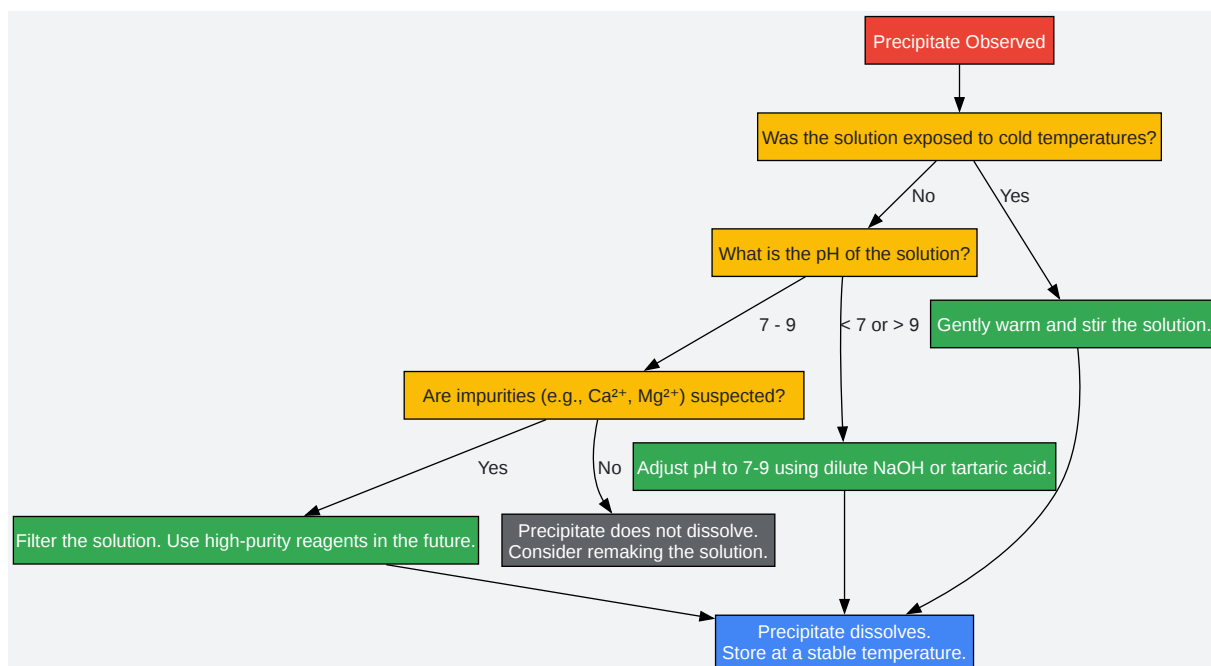 Precipitate Observed
Was the solution exposed to cold temperatures?
No
Yes
What is the pH of the solution?
7 - 9
< 7 or > 9
Gently warm and stir the solution.
Are impurities (e.g., Ca²⁺, Mg²⁺) suspected?
Yes
No
Adjust pH to 7-9 using dilute NaOH or tartaric acid.
Filter the solution. Use high-purity reagents in the future.
Precipitate does not dissolve.
Consider remaking the solution.
Precipitate dissolves.
Store at a stable temperature.